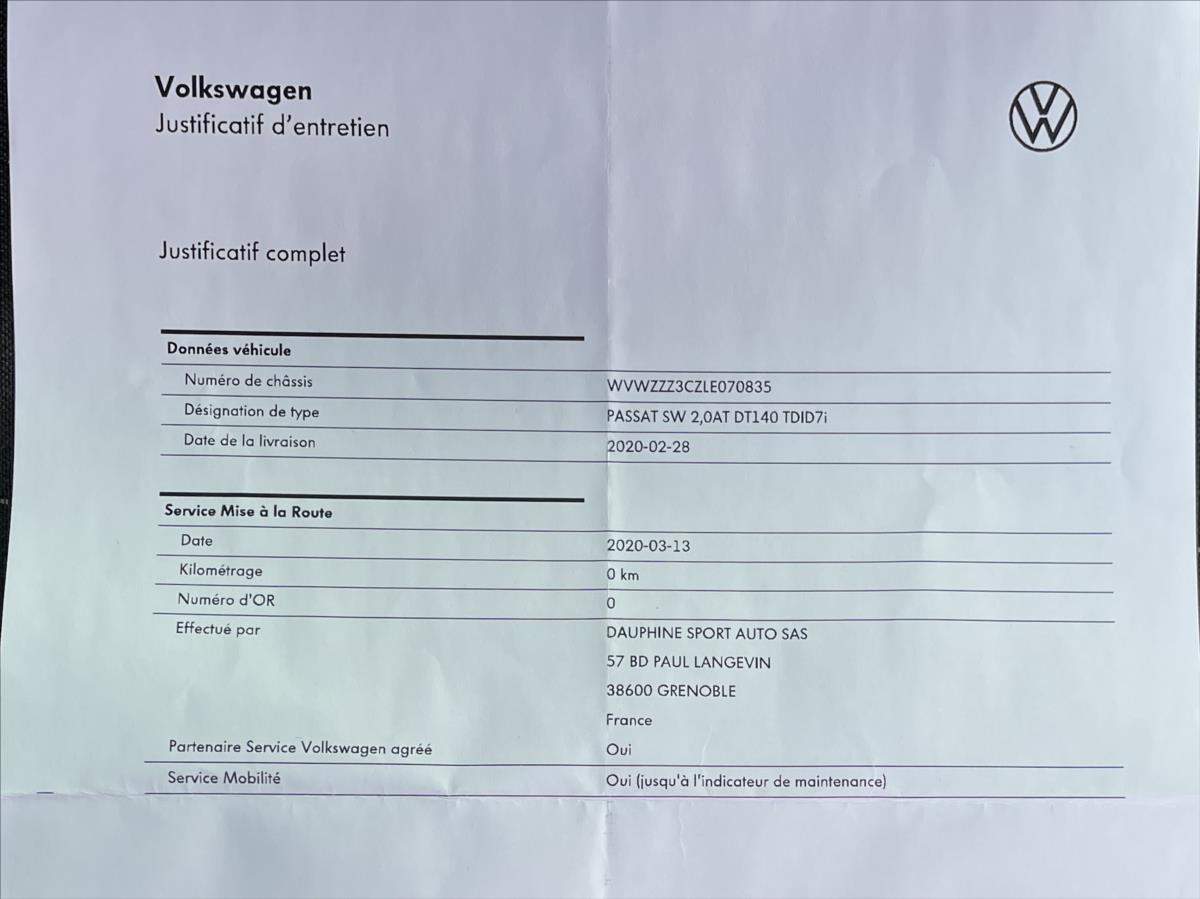 Volkswagen
Justificatif d'entretien
Justificatif complet
Données véhicule
Numéro de châssis WVWZZZ3CZLE070835
Désignation de type PASSAT SW 2,0AT DT140 TDID7i
Date de la livraison 2020-02-28
Service Mise à la Route
Date 2020-03-13
Kilométrage 0 km
Numéro d'OR 0
Effectué par DAUPHINE SPORT AUTO SAS
57 BD PAUL LANGEVIN
38600 GRENOBLE
France
Partenaire Service Volkswagen agréé Oui
Service Mobilité Oui (jusqu'à l'indicateur de maintenance)